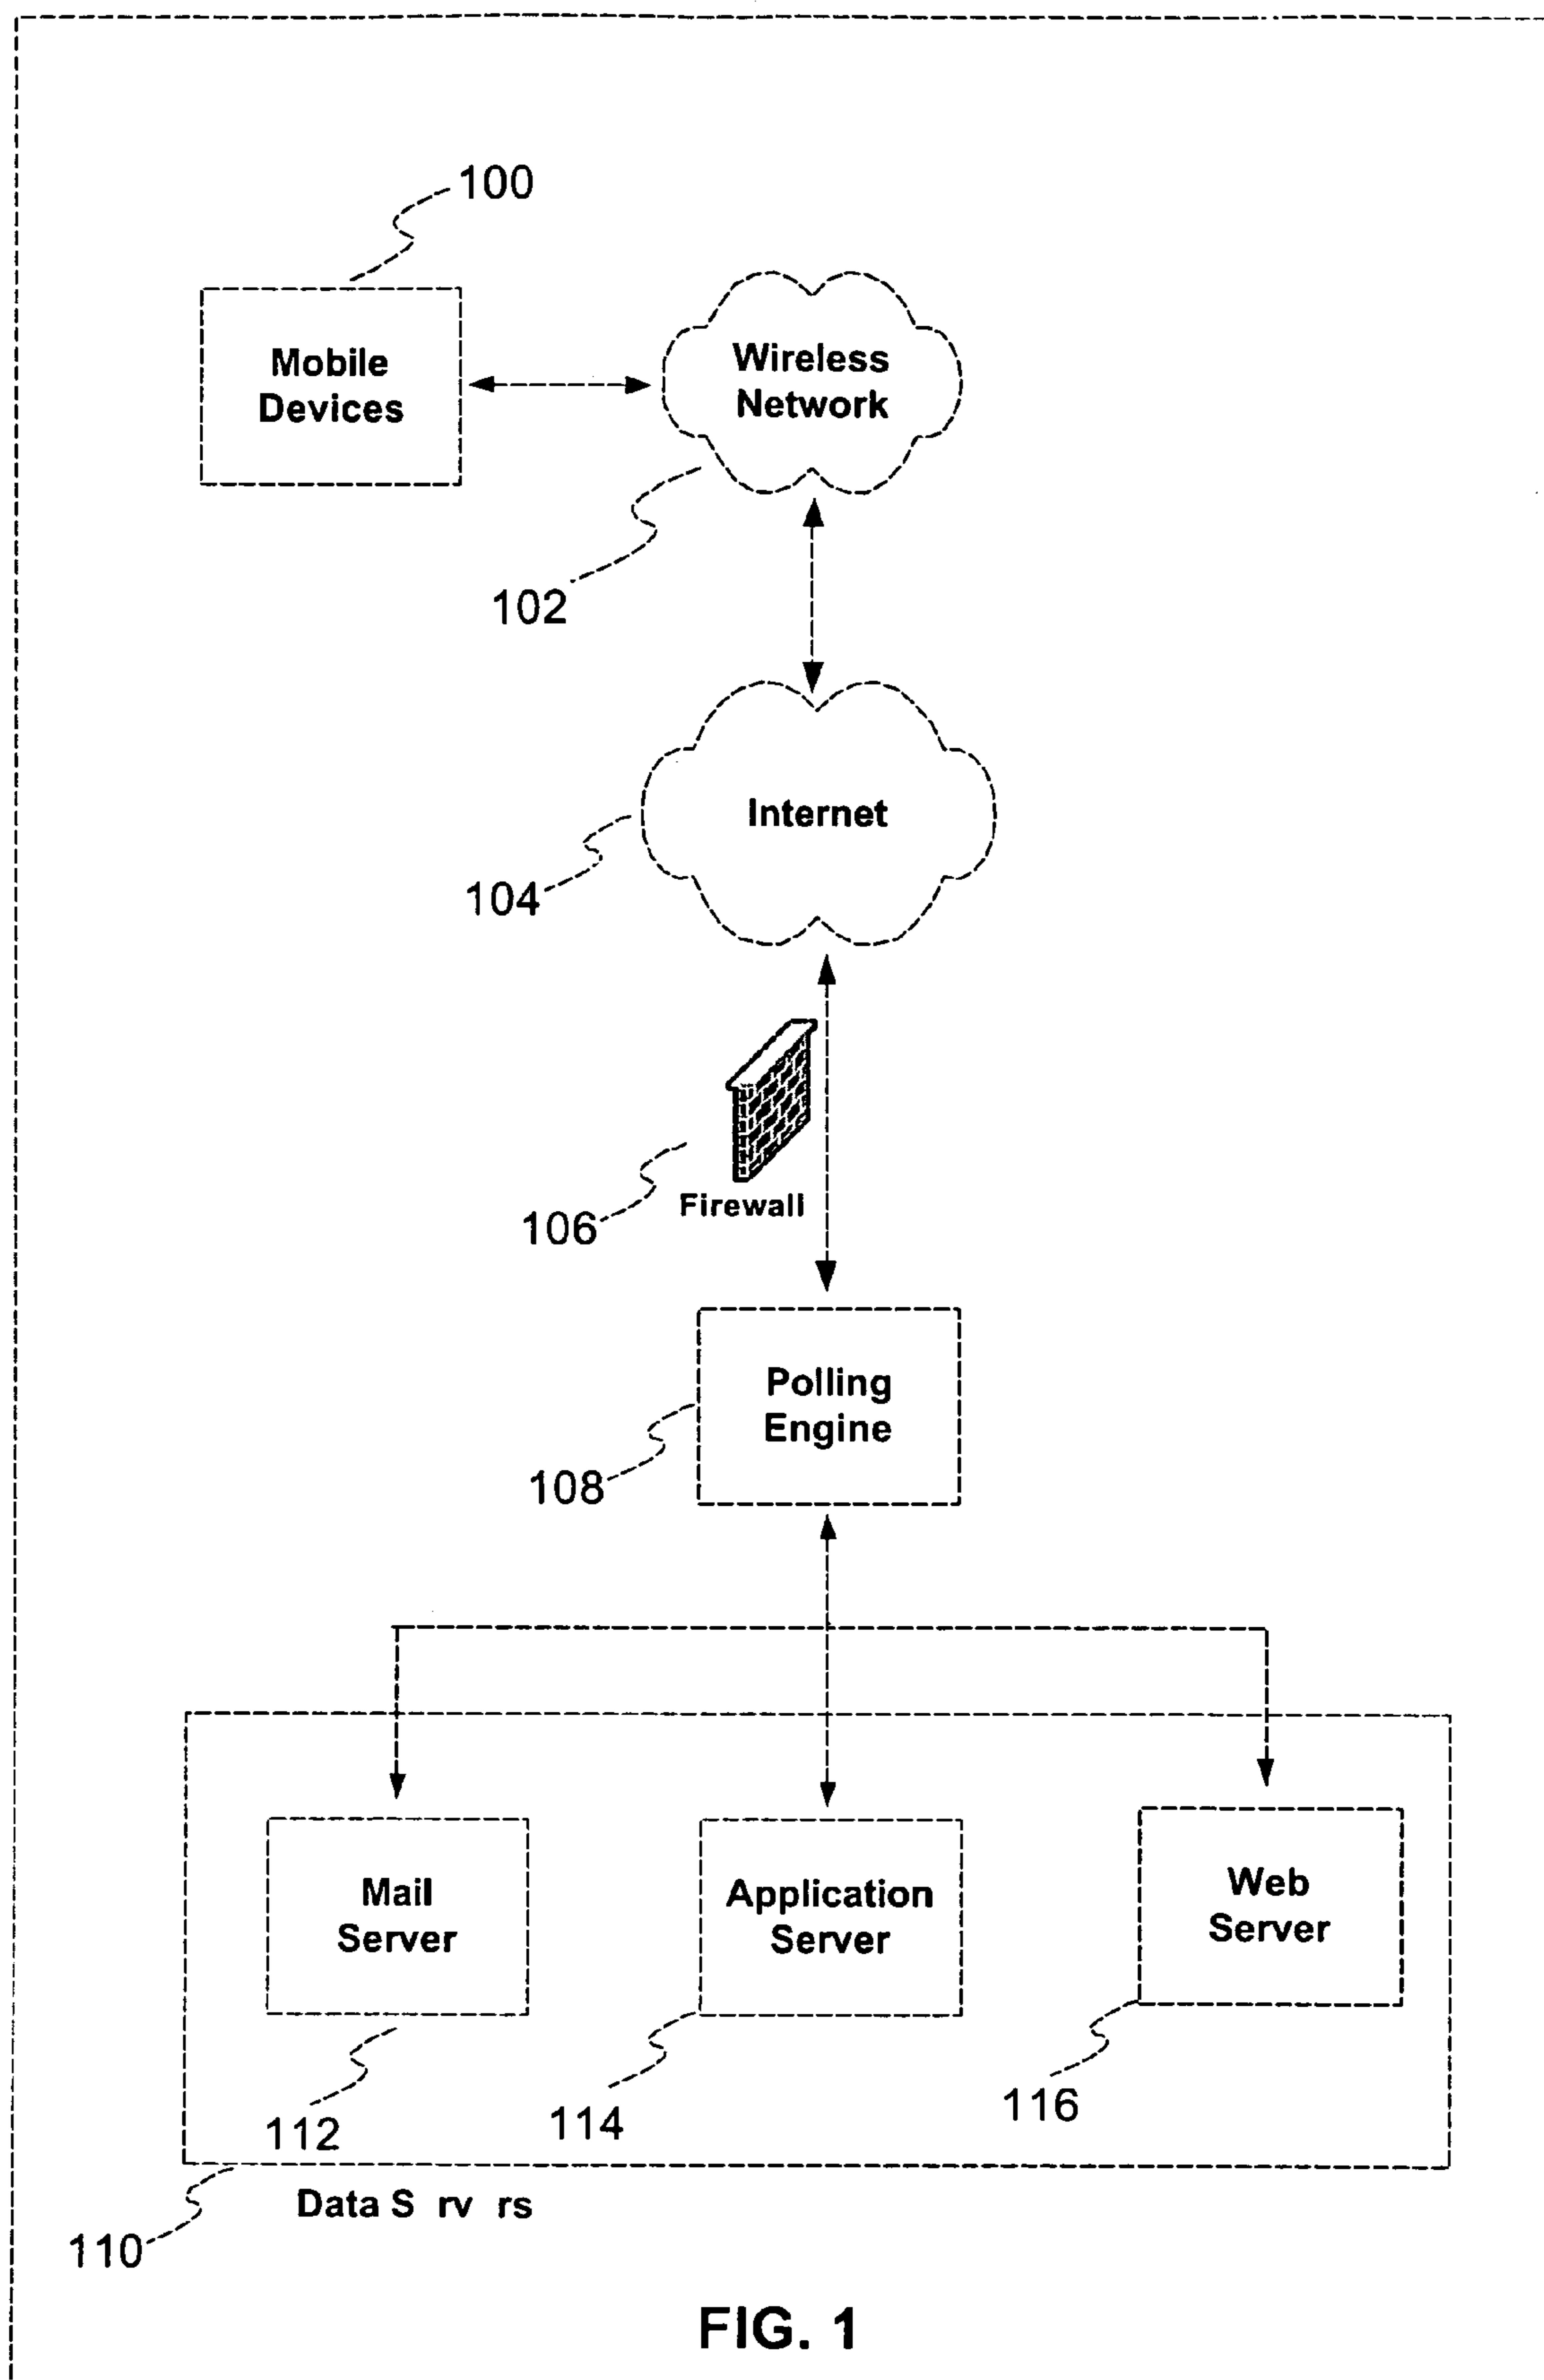 100
Mobile
Devices
Wireless
Network
102
Internet
104
Firewall
106
Polling
Engine
108
Mail
Server
Application
Server
Web
Server
112
114
116
Data S rv rs
110
FIG. 1